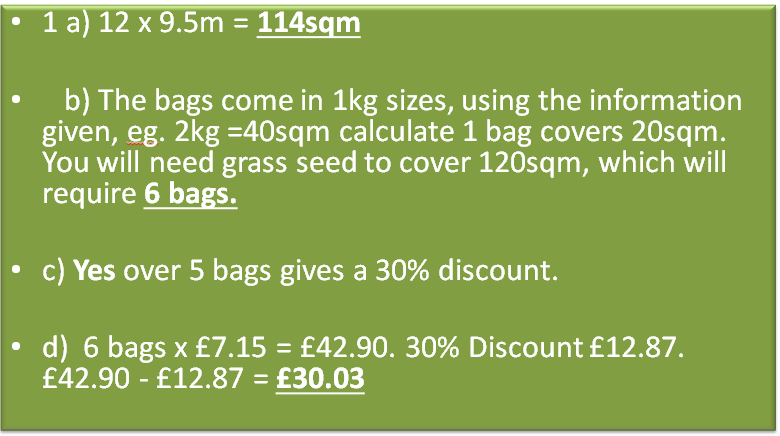 • 1 a) 12 x 9.5m = 114sqm
• b) The bags come in 1kg sizes, using the information
given, eg. 2kg =40sqm calculate 1 bag covers 20sqm.
You will need grass seed to cover 120sqm, which will
require 6 bags.
• c) Yes over 5 bags gives a 30% discount.
• d) 6 bags x £7.15 = £42.90. 30% Discount £12.87.
£42.90 - £12.87 = £30.03